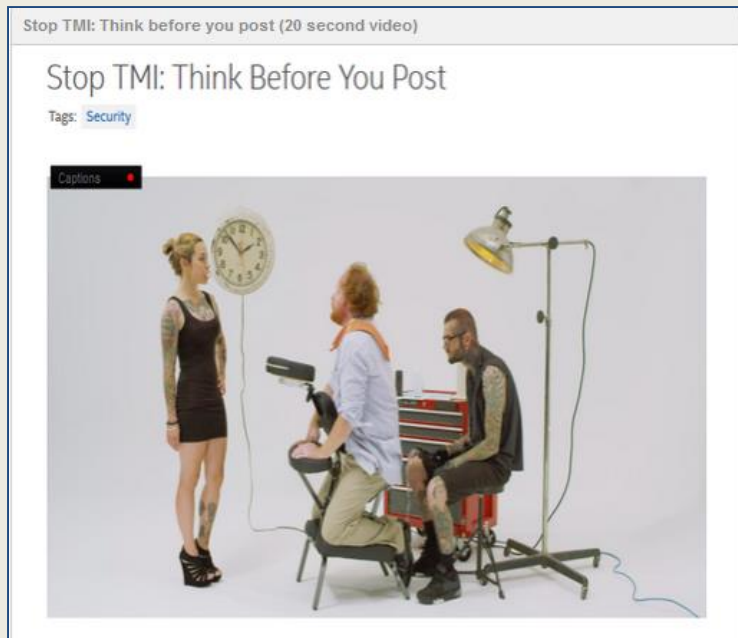 Stop TMI: Think before you post (20 second video)
Stop TMI: Think Before You Post
Tags: Security
Captions